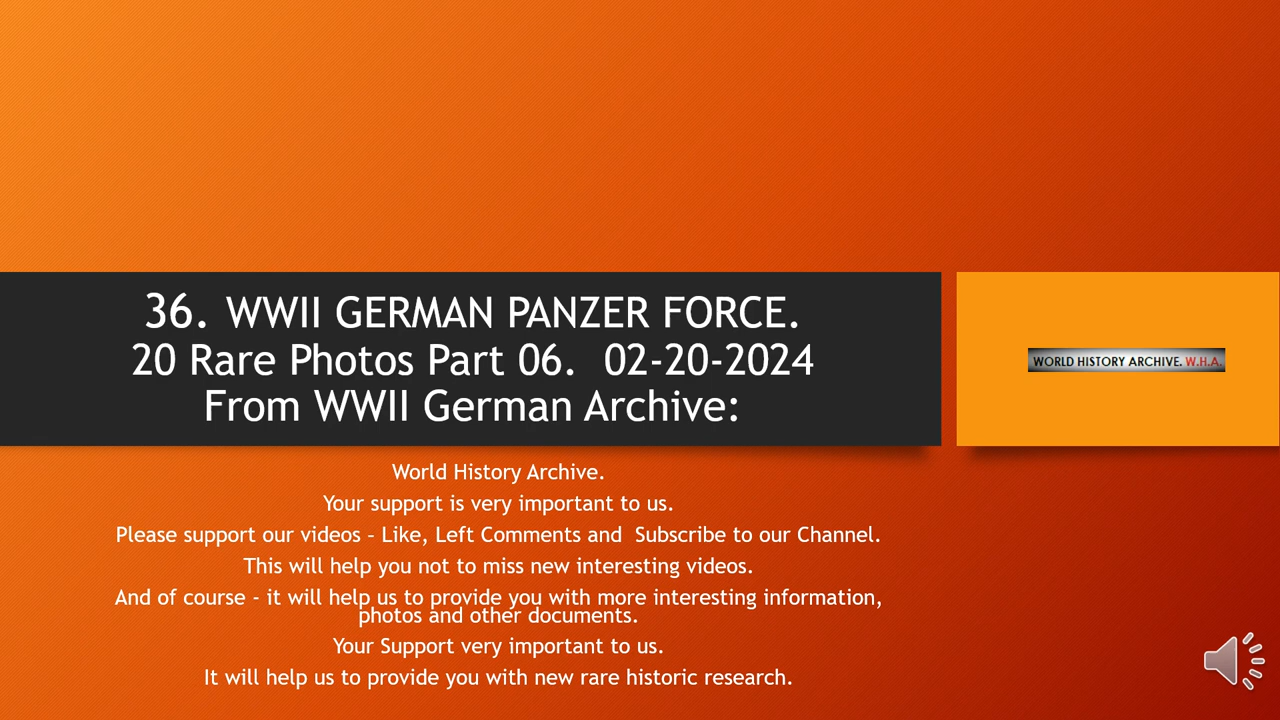 36. WWII GERMAN PANZER FORCE.
20 Rare Photos Part 06.  02-20-2024
From WWII German Archive:
WORLD HISTORY ARCHIVE. W.H.A.
World History Archive.
Your support is very important to us.
Please support our videos – Like, Left Comments and  Subscribe to our Channel.
This will help you not to miss new interesting videos.
And of course - it will help us to provide you with more interesting information,
photos and other documents.
Your Support very important to us.
It will help us to provide you with new rare historic research.